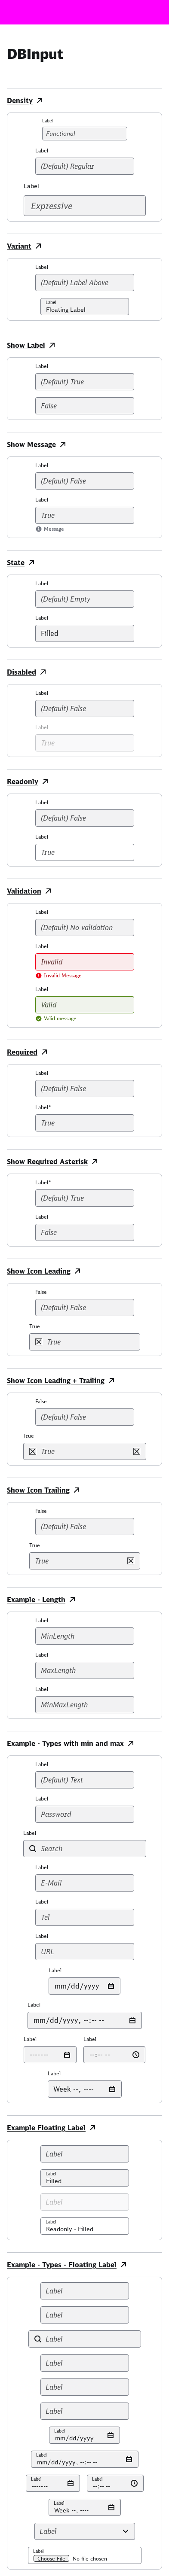 DBInput
Density
Label
Functional
Label
(Default) Regular
Label
Expressive
Variant
Label
(Default) Label Above
Label
Floating Label
Show Label
Label
(Default) True
False
Show Message
Label
(Default) False
Label
True
Message
State
Label
(Default) Empty
Label
Filled
Disabled
Label
(Default) False
Label
True
Readonly
Label
(Default) False
Label
True
Validation
Label
(Default) No validation
Label
Invalid
Invalid Message
Label
Valid
Valid message
Required
Label
(Default) False
Label*
True
Show Required Asterisk
Label*
(Default) True
Label
False
Show Icon Leading
False
(Default) False
True
True
Show Icon Leading + Trailing
False
(Default) False
True
True
Show Icon Trailing
False
(Default) False
True
True
Example - Length
Label
MinLength
Label
MaxLength
Label
MinMaxLength
Example - Types with min and max
Label
(Default) Text
Label
Password
Label
Search
Label
E-Mail
Label
Tel
Label
URL
Label
mm/dd/yyyy
Label
mm/dd/yyyy, --:-- --
Label Label
------- --:-- --
Label
Week --, ----
Example Floating Label
Label
Label
Filled
Label
Label
Readonly - Filled
Example - Types - Floating Label
Label
Label
Label
Label
Label
Label
Label
mm/dd/yyyy
Label
mm/dd/yyyy, --:-- --
Label Label
------- --:-- --
Label
Week --, ----
Label
Label
Choose File No file chosen